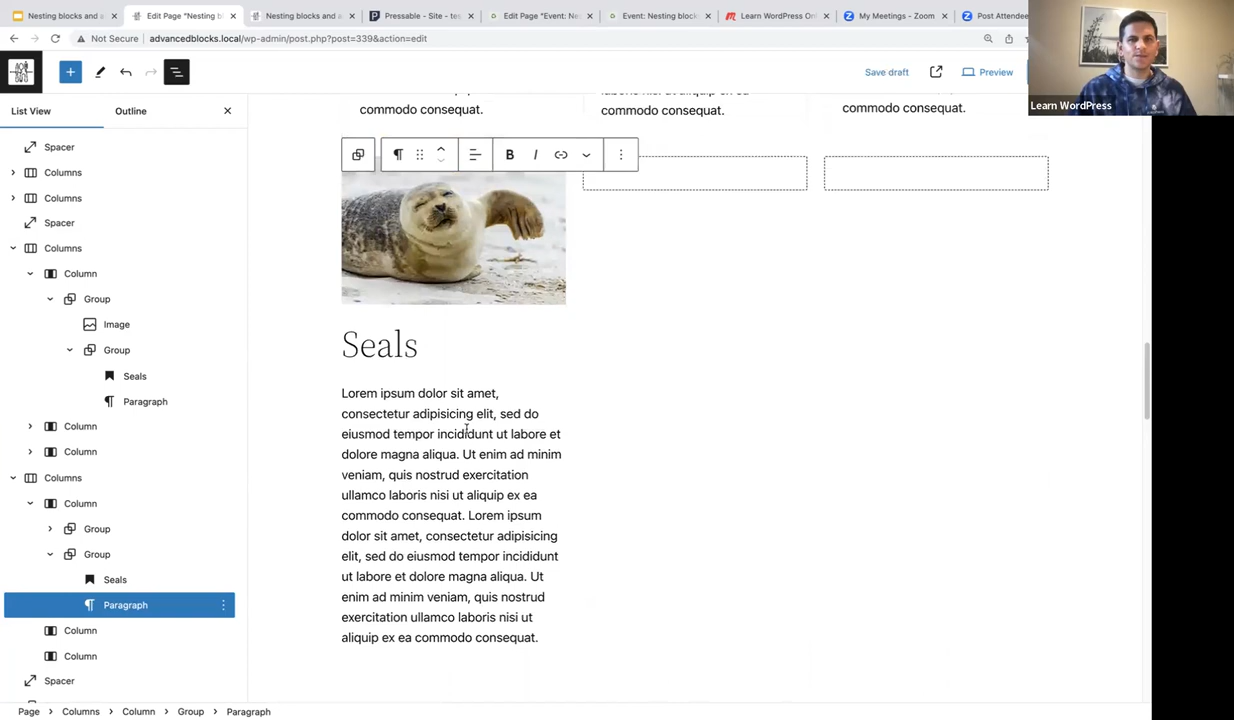 Nesting blocks and a
Edit Page "Nesting b
Nesting blocks and a
Pressable - Site - te
Edit Page "Event: Ne
Event: Nesting block
Learn WordPress Onl
My Meetings - Zoom
Post Attendee
Not Secure | advancedblocks.local/wp-admin/post.php?post=339&action=edit
Learn WordPress
Save draft
Preview
List View
Outline
commodo consequat.
commodo consequat.
commodo consequat.
Spacer
Columns
Columns
Spacer
Columns
Column
Group
Image
Group
Seals
Paragraph
Column
Column
Columns
Column
Group
Group
Seals
Paragraph
Column
Column
Spacer
B
I
Seals
Lorem ipsum dolor sit amet,
consectetur adipisicing elit, sed do
eiusmod tempor incididunt ut labore et
dolore magna aliqua. Ut enim ad minim
veniam, quis nostrud exercitation
ullamco laboris nisi ut aliquip ex ea
commodo consequat. Lorem ipsum
dolor sit amet, consectetur adipisicing
elit, sed do eiusmod tempor incididunt
ut labore et dolore magna aliqua. Ut
enim ad minim veniam, quis nostrud
exercitation ullamco laboris nisi ut
aliquip ex ea commodo consequat.
Page › Columns › Column › Group › Paragraph